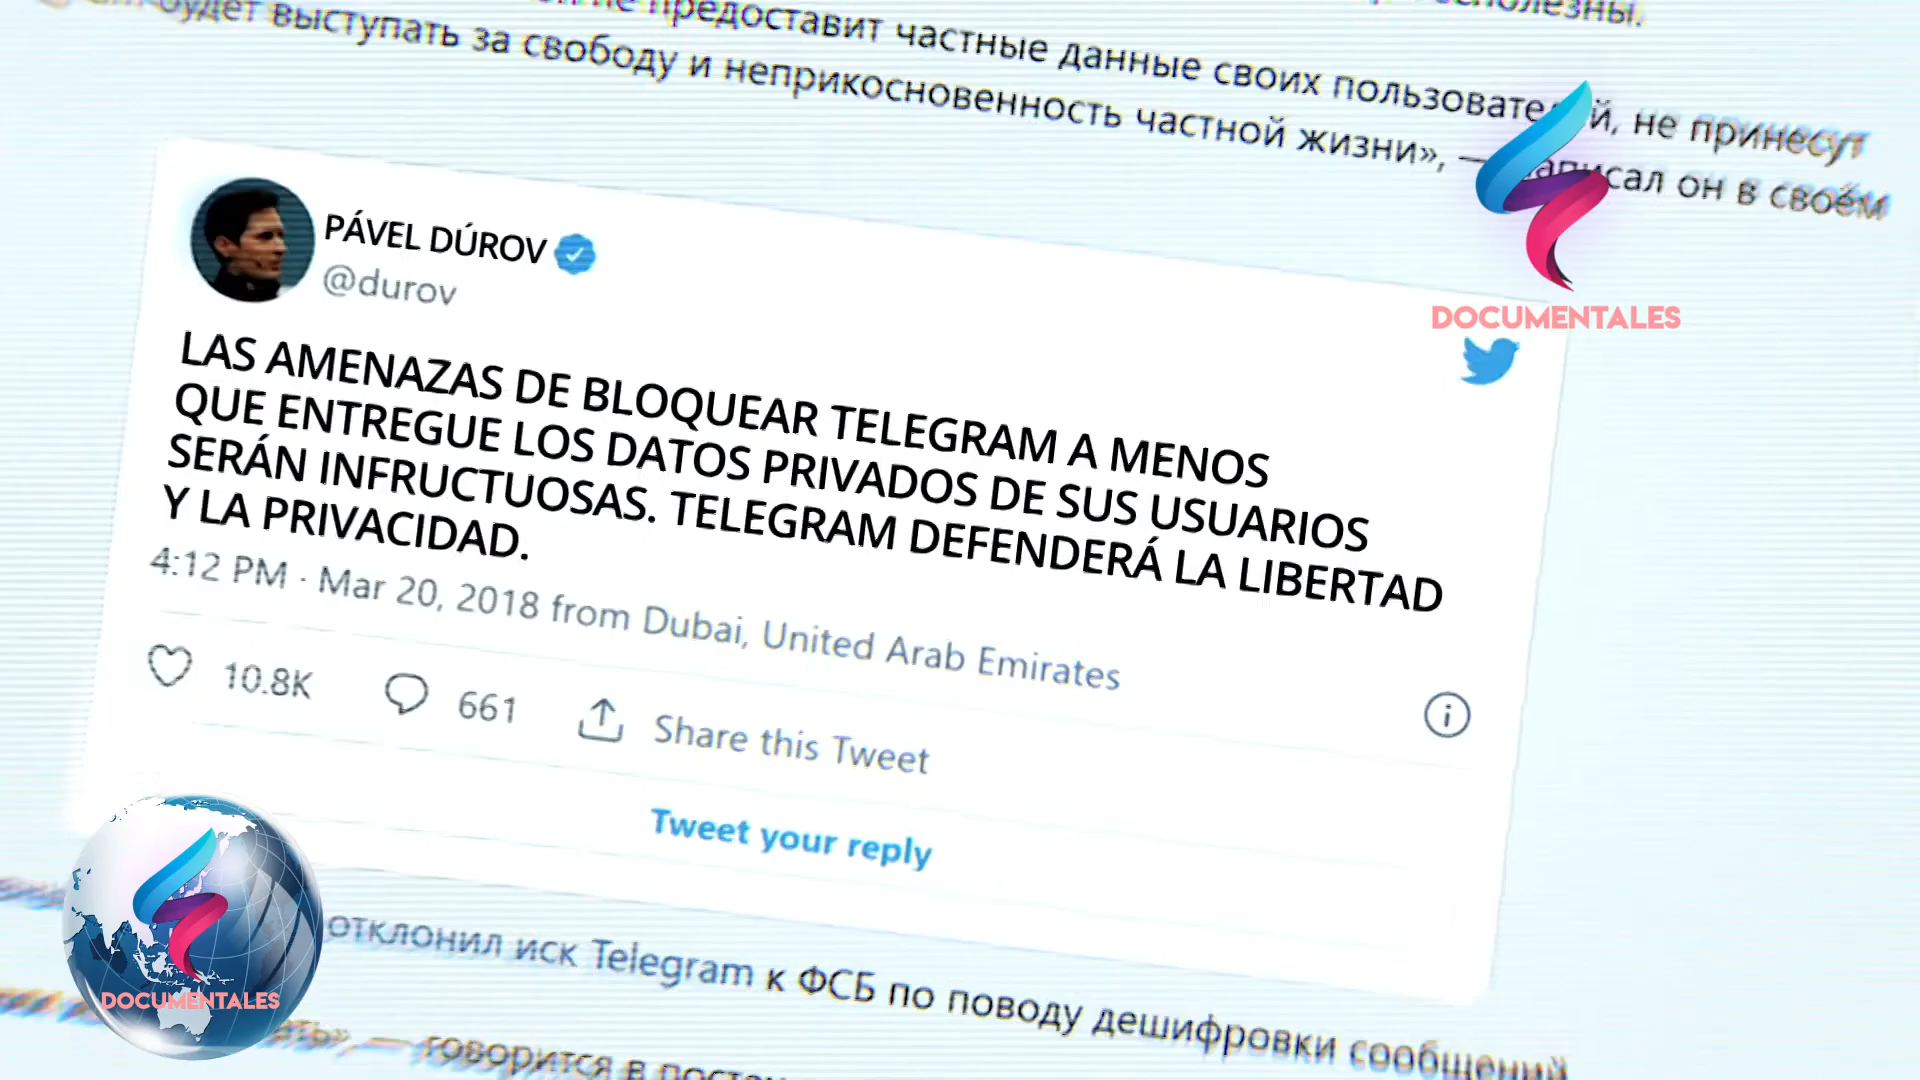 предоставит частные данные своих пользователей, не принесут
будет выступать за свободу и неприкосновенность частной жизни», — написал он в своём
DOCUMENTALES
PÁVEL DÚROV
@durov
LAS AMENAZAS DE BLOQUEAR TELEGRAM A MENOS
QUE ENTREGUE LOS DATOS PRIVADOS DE SUS USUARIOS
SERÁN INFRUCTUOSAS. TELEGRAM DEFENDERÁ LA LIBERTAD
Y LA PRIVACIDAD.
4:12 PM · Mar 20, 2018 from Dubai, United Arab Emirates
10.8K 661 Share this Tweet
Tweet your reply
отклонил иск Telegram к ФСБ по поводу дешифровки сообщений
DOCUMENTALES
— говорится в